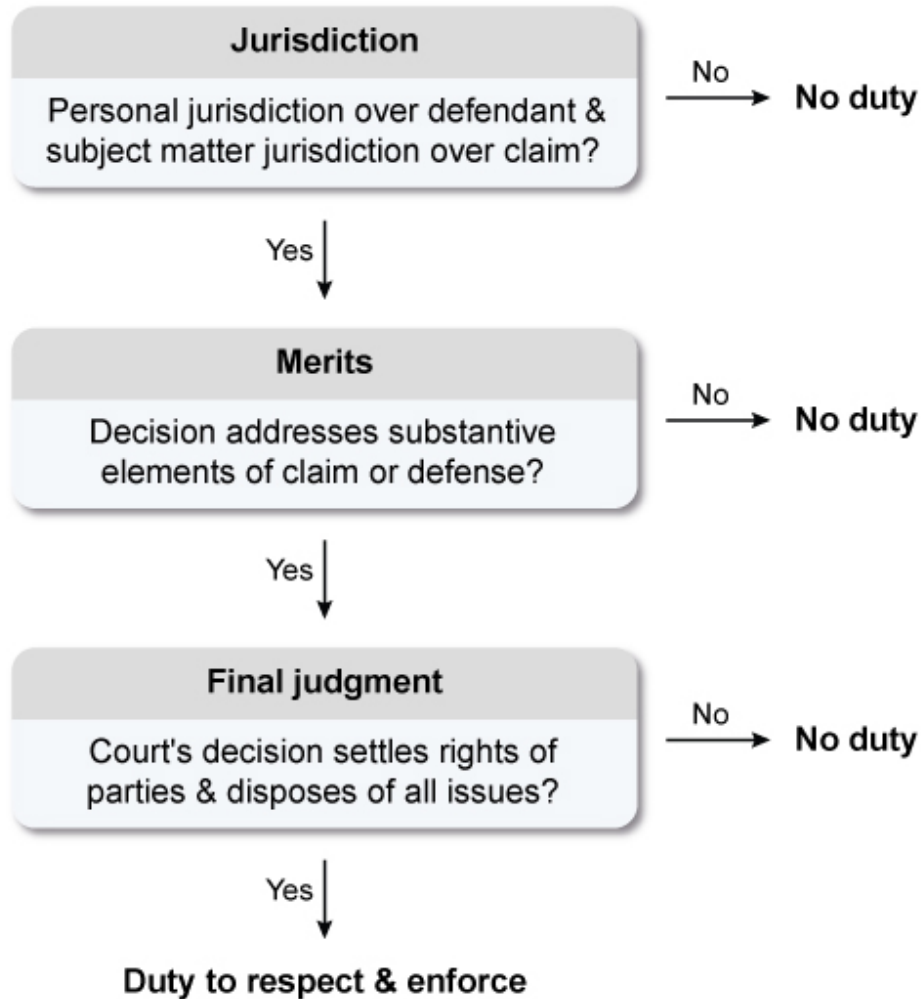 Jurisdiction
Personal jurisdiction over defendant &
subject matter jurisdiction over claim?
No
No duty
Yes
Merits
Decision addresses substantive
elements of claim or defense?
No
No duty
Yes
Final judgment
Court's decision settles rights of
parties & disposes of all issues?
No
No duty
Yes
Duty to respect & enforce